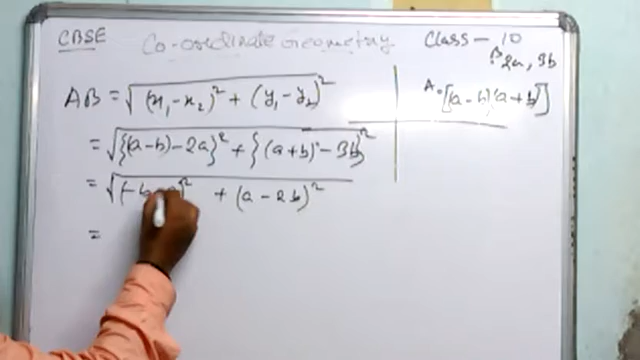 CBSE Co-ordinate Geometry Class - 10
B 2a, 3b
A [(a-b)(a+b)]
AB = √(x₁-x₂)² + (y₁-y₂)²
= √{(a-b)-2a}² + {(a+b)-3b}²
= √(-b-a)² + (a-2b)²
=